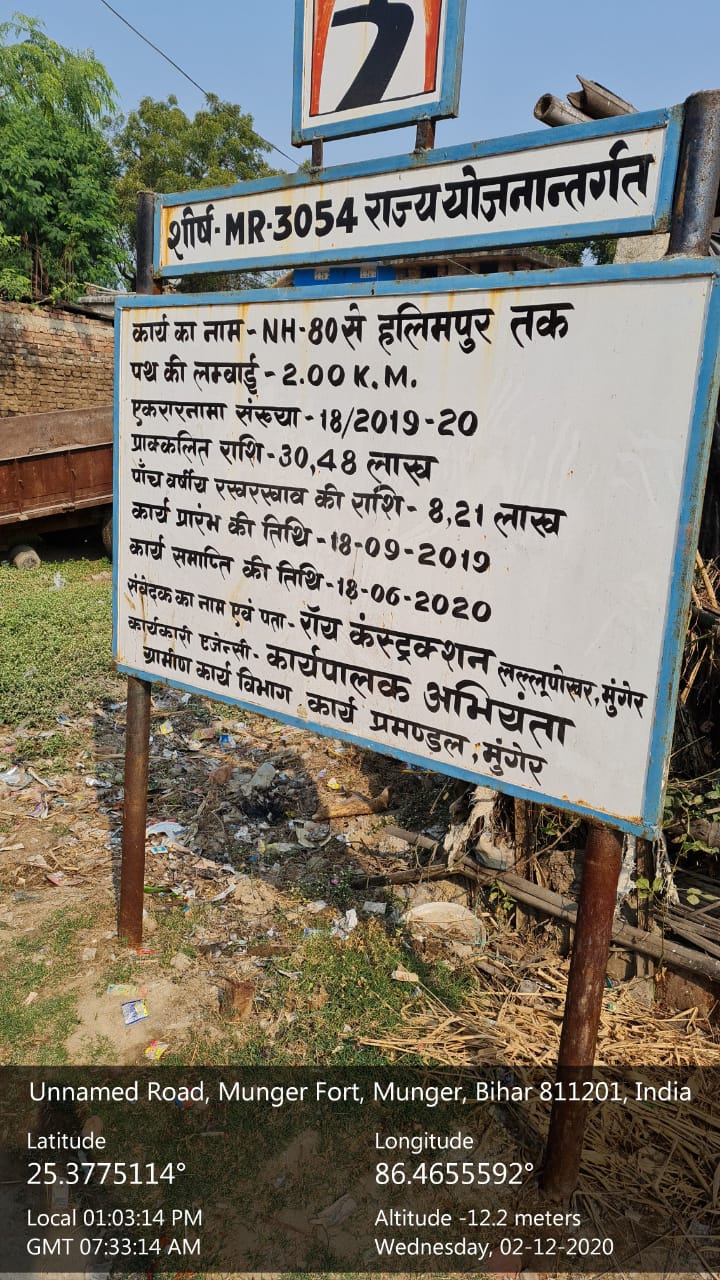 शीर्ष-MR-3054 राज्य योजनान्तर्गत
कार्य का नाम - NH-80 से हलिमपुर तक
पथ की लम्बाई - 2.00 K.M.
एकरारनामा संख्या - 18/2019-20
प्राक्कलित राशि - 30,48 लाख
पाँच वर्षीय रखरखाव की राशि - 8,21 लाख
कार्य प्रारंभ की तिथि - 18-09-2019
कार्य समाप्ति की तिथि - 18-06-2020
संवेदक का नाम एवं पता - रॉय कंस्ट्रक्शन लल्लूपोखर, मुंगेर
कार्यकारी एजेन्सी - कार्यपालक अभियंता
ग्रामीण कार्य विभाग कार्य प्रमण्डल, मुंगेर
Unnamed Road, Munger Fort, Munger, Bihar 811201, India
Latitude Longitude
25.3775114° 86.4655592°
Local 01:03:14 PM Altitude -12.2 meters
GMT 07:33:14 AM Wednesday, 02-12-2020